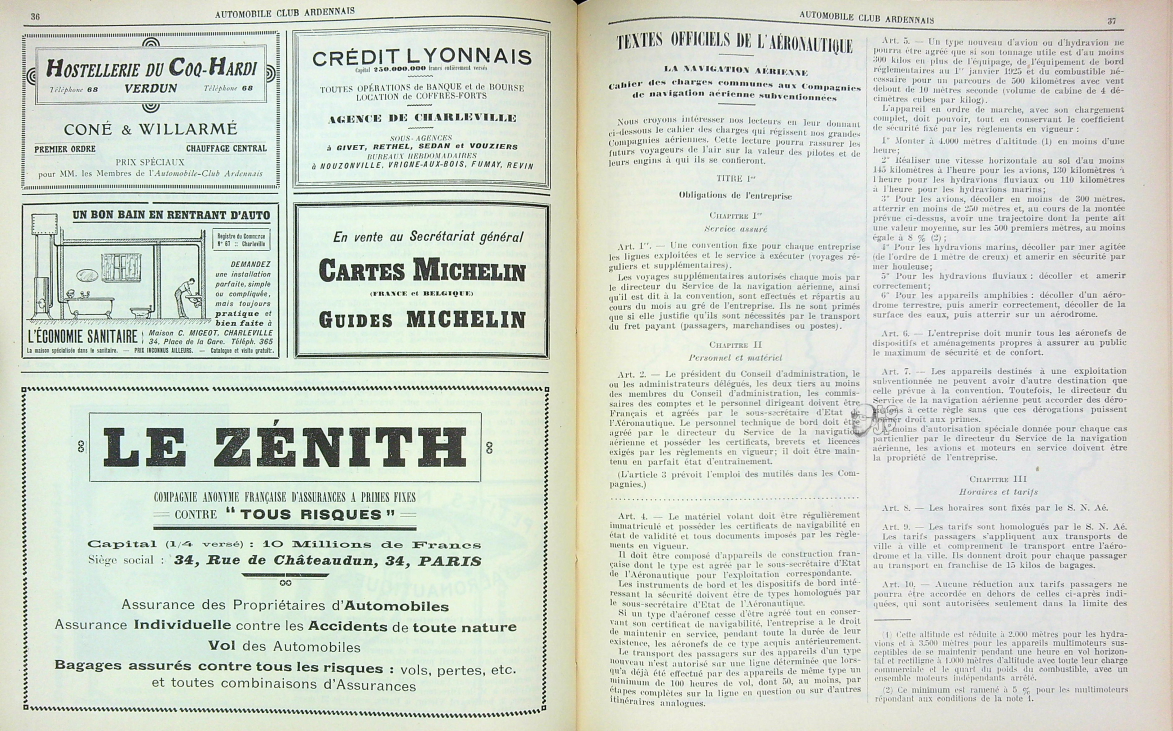 36
AUTOMOBILE CLUB ARDENNAIS
HOSTELLERIE DU COQ-HARDI
Téléphone 68 VERDUN Téléphone 68
CONÉ & WILLARMÉ
PREMIER ORDRE CHAUFFAGE CENTRAL
PRIX SPÉCIAUX
pour MM. les Membres de l'Automobile-Club Ardennais
CRÉDIT LYONNAIS
Capital 250.000.000 francs entièrement versés
TOUTES OPÉRATIONS de BANQUE et de BOURSE
LOCATION de COFFRES-FORTS
AGENCE DE CHARLEVILLE
SOUS-AGENCES
à GIVET, RETHEL, SEDAN et VOUZIERS
BUREAUX HEBDOMADAIRES
à NOUZONVILLE, VRIGNE-AUX-BOIS, FUMAY, REVIN
UN BON BAIN EN RENTRANT D'AUTO
Registre du Commerce
N° 67 :: Charleville
DEMANDEZ
une installation
parfaite, simple
ou compliquée,
mais toujours
pratique et
bien faite à
L'ÉCONOMIE SANITAIRE
Maison C. MIGEOT, CHARLEVILLE
34, Place de la Gare. Téléph. 365
La maison spécialisée dans le sanitaire. — PRIX INCONNUS AILLEURS. — Catalogue et visite gratuits.
En vente au Secrétariat général
CARTES MICHELIN
(FRANCE et BELGIQUE)
GUIDES MICHELIN
LE ZÉNITH
COMPAGNIE ANONYME FRANÇAISE D'ASSURANCES A PRIMES FIXES
CONTRE "TOUS RISQUES"
Capital (1/4 versé) : 10 Millions de Francs
Siège social : 34, Rue de Châteaudun, 34, PARIS
Assurance des Propriétaires d'Automobiles
Assurance Individuelle contre les Accidents de toute nature
Vol des Automobiles
Bagages assurés contre tous les risques : vols, pertes, etc.
et toutes combinaisons d'Assurances
AUTOMOBILE CLUB ARDENNAIS
37
TEXTES OFFICIELS DE L'AÉRONAUTIQUE
LA NAVIGATION AÉRIENNE
Cahier des charges communes aux Compagnies
de navigation aérienne subventionnées
Nous croyons intéresser nos lecteurs en leur donnant
ci-dessous le cahier des charges qui régissent nos grandes
Compagnies aériennes. Cette lecture pourra rassurer les
futurs voyageurs de l'air sur la valeur des pilotes et de
leurs engins à qui ils se confieront.
TITRE Ier
Obligations de l'entreprise
CHAPITRE Ier
Service assuré
Art. 1er. — Une convention fixe pour chaque entreprise
les lignes exploitées et le service à exécuter (voyages ré-
guliers et supplémentaires).
Les voyages supplémentaires autorisés chaque mois par
le directeur du Service de la navigation aérienne, ainsi
qu'il est dit à la convention, sont effectués et répartis au
cours du mois au gré de l'entreprise. Ils ne sont primés
que si elle justifie qu'ils sont nécessités par le transport
du fret payant (passagers, marchandises ou postes).
CHAPITRE II
Personnel et matériel
Art. 2. — Le président du Conseil d'administration, le
ou les administrateurs délégués, les deux tiers au moins
des membres du Conseil d'administration, les commis-
saires des comptes et le personnel dirigeant doivent être
Français et agréés par le sous-secrétaire d'Etat
l'Aéronautique. Le personnel technique de bord doit être
agréé par le directeur du Service de la navigation
aérienne et posséder les certificats, brevets et licences
exigés par les règlements en vigueur ; il doit être main-
tenu en parfait état d'entrainement.
(L'article 3 prévoit l'emploi des mutilés dans les Com-
pagnies.)
Art. 4. — Le matériel volant doit être régulièrement
immatriculé et posséder les certificats de navigabilité en
état de validité et tous documents imposés par les règle-
ments en vigueur.
Il doit être composé d'appareils de construction fran-
çaise dont le type est agréé par le sous-secrétaire d'Etat
de l'Aéronautique pour l'exploitation correspondante.
Les instruments de bord et les dispositifs de bord inté-
ressant la sécurité doivent être de types homologués par
le sous-secrétaire d'Etat de l'Aéronautique.
Si un type d'aéronef cesse d'être agréé tout en conser-
vant son certificat de navigabilité, l'entreprise a le droit
de maintenir en service, pendant toute la durée de leur
existence, les aéronefs de ce type acquis antérieurement.
Le transport des passagers sur des appareils d'un type
nouveau n'est autorisé sur une ligne déterminée que lors-
qu'a déjà été effectué par des appareils de même type un
minimum de 100 heures de vol, dont 50, au moins, par
étapes complètes sur la ligne en question ou sur d'autres
itinéraires analogues.
Art. 5. — Un type nouveau d'avion ou d'hydravion ne
pourra être agréé que si son tonnage utile est d'au moins
300 kilos en plus de l'équipage, de l'équipement de bord
réglementaires au 1er janvier 1925 et du combustible né-
cessaire pour un parcours de 500 kilomètres avec vent
debout de 10 mètres seconde (volume de cabine de 4 dé-
cimètres cubes par kilog).
L'appareil en ordre de marche, avec son chargement
complet, doit pouvoir, tout en conservant le coefficient
de sécurité fixé par les règlements en vigueur :
1° Monter à 4.000 mètres d'altitude (1) en moins d'une
heure;
2° Réaliser une vitesse horizontale au sol d'au moins
145 kilomètres à l'heure pour les avions, 130 kilomètres à
l'heure pour les hydravions fluviaux ou 110 kilomètres
à l'heure pour les hydravions marins;
3° Pour les avions, décoller en moins de 300 mètres,
atterrir en moins de 250 mètres et, au cours de la montée
prévue ci-dessus, avoir une trajectoire dont la pente ait
une valeur moyenne, sur les 500 premiers mètres, au moins
égale à 8 % (2) ;
4° Pour les hydravions marins, décoller par mer agitée
(de l'ordre de 1 mètre de creux) et amerrir en sécurité par
mer houleuse;
5° Pour les hydravions fluviaux : décoller et amerrir
correctement;
6° Pour les appareils amphibies : décoller d'un aéro-
drome terrestre, puis amerrir correctement, décoller de la
surface des eaux, puis atterrir sur un aérodrome.
Art. 6. — L'entreprise doit munir tous les aéronefs de
dispositifs et aménagements propres à assurer au public
le maximum de sécurité et de confort.
Art. 7. — Les appareils destinés à une exploitation
subventionnée ne peuvent avoir d'autre destination que
celle prévue à la convention. Toutefois, le directeur du
Service de la navigation aérienne peut accorder des déro-
à cette règle sans que ces dérogations puissent
droit aux primes.
moins d'autorisation spéciale donnée pour chaque cas
particulier par le directeur du Service de la navigation
aérienne, les avions et moteurs en service doivent être
la propriété de l'entreprise.
CHAPITRE III
Horaires et tarifs
Art. 8. — Les horaires sont fixés par le S. N. Aé.
Art. 9. — Les tarifs sont homologués par le S. N. Aé.
Les tarifs passagers s'appliquent aux transports de
ville à ville et comprennent le transport entre l'aéro-
drome et la ville. Ils donnent droit pour chaque passager
au transport en franchise de 15 kilos de bagages.
Art. 10. — Aucune réduction aux tarifs passagers ne
pourra être accordée en dehors de celles ci-après indi-
quées, qui sont autorisées seulement dans la limite des
(1) Cette altitude est réduite à 2.000 mètres pour les hydra-
vions et à 3.500 mètres pour les appareils multimoteurs sus-
ceptibles de se maintenir pendant une heure en vol horizon-
tal et rectiligne à 1.000 mètres d'altitude avec toute leur charge
commerciale et le quart du poids du combustible, avec un
ensemble moteurs indépendants arrêté.
(2) Ce minimum est ramené à 5 % pour les multimoteurs
répondant aux conditions de la note 1.